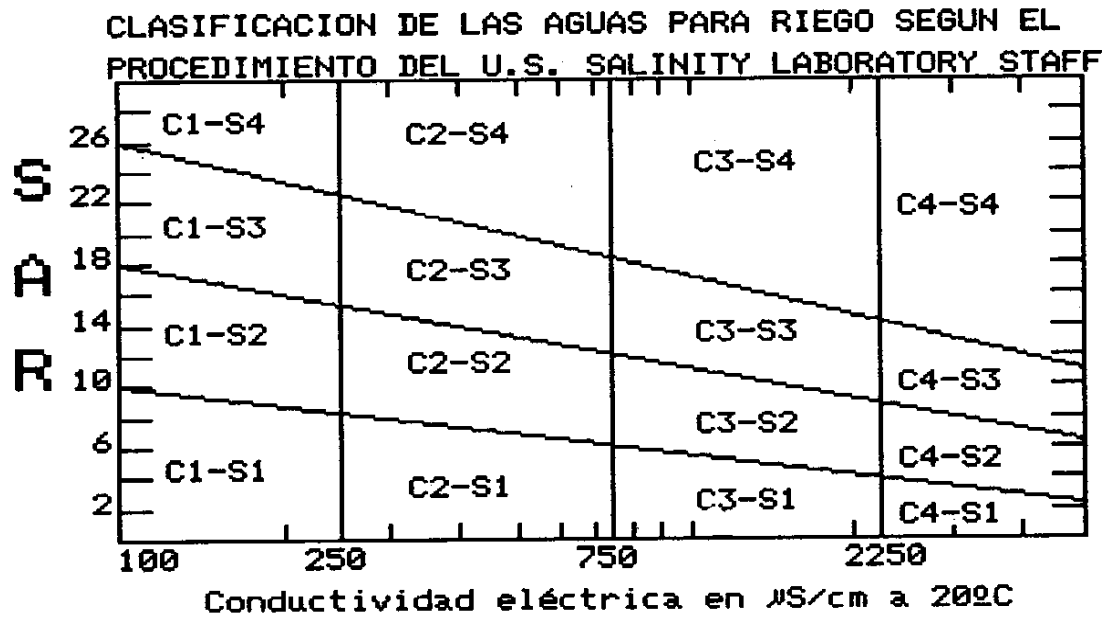 CLASIFICACION DE LAS AGUAS PARA RIEGO SEGUN EL
PROCEDIMIENTO DEL U.S. SALINITY LABORATORY STAFF
SAR
26
22
18
14
10
6
2
C1-S4
C2-S4
C3-S4
C4-S4
C1-S3
C2-S3
C3-S3
C4-S3
C1-S2
C2-S2
C3-S2
C4-S2
C1-S1
C2-S1
C3-S1
C4-S1
100 250 750 2250
Conductividad eléctrica en µS/cm a 20ºC